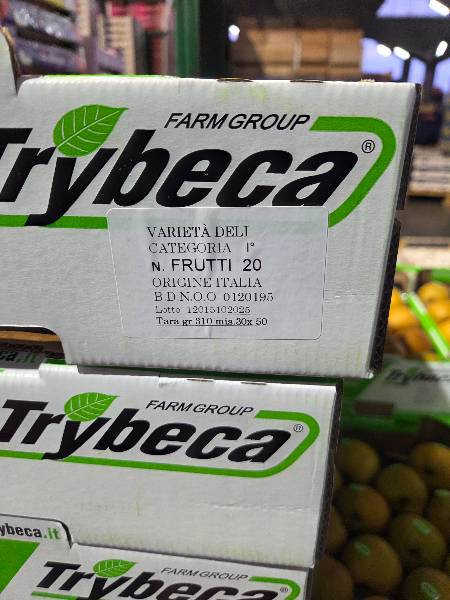 FARM GROUP
Trybeca®
VARIETÀ DELI
CATEGORIA I°
N. FRUTTI 20
ORIGINE ITALIA
B.D N.O.O 0120195
Lotto 12015102025
Tara gr 310 mis.30x 50
FARM GROUP
Trybeca®
ybeca.it
FARM GROUP
Trybeca